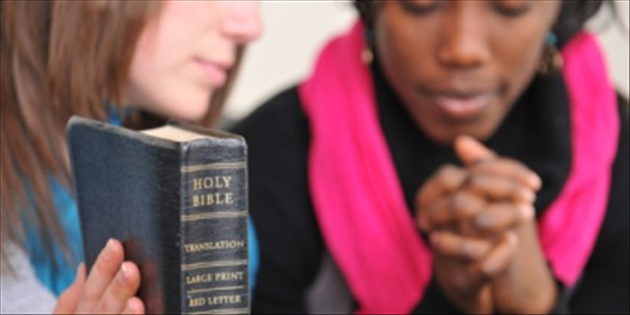 HOLY
BIBLE
TRANSLATION
LARGE PRINT
RED LETTER